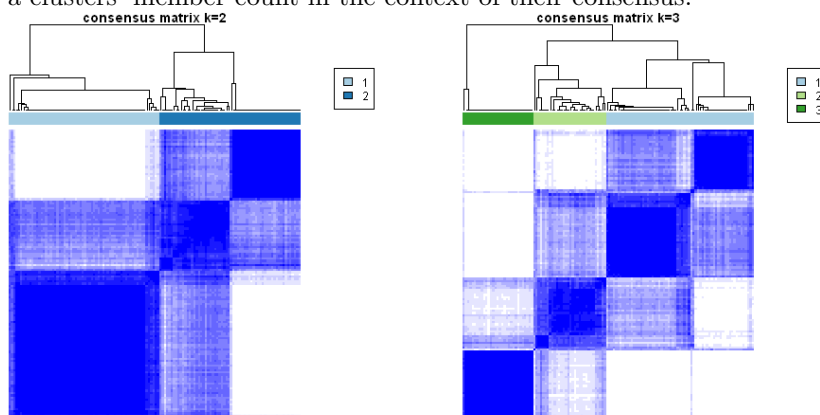 a clusters' member count in the context of their consensus.
consensus matrix k=2
consensus matrix k=3
1
2
1
2
3